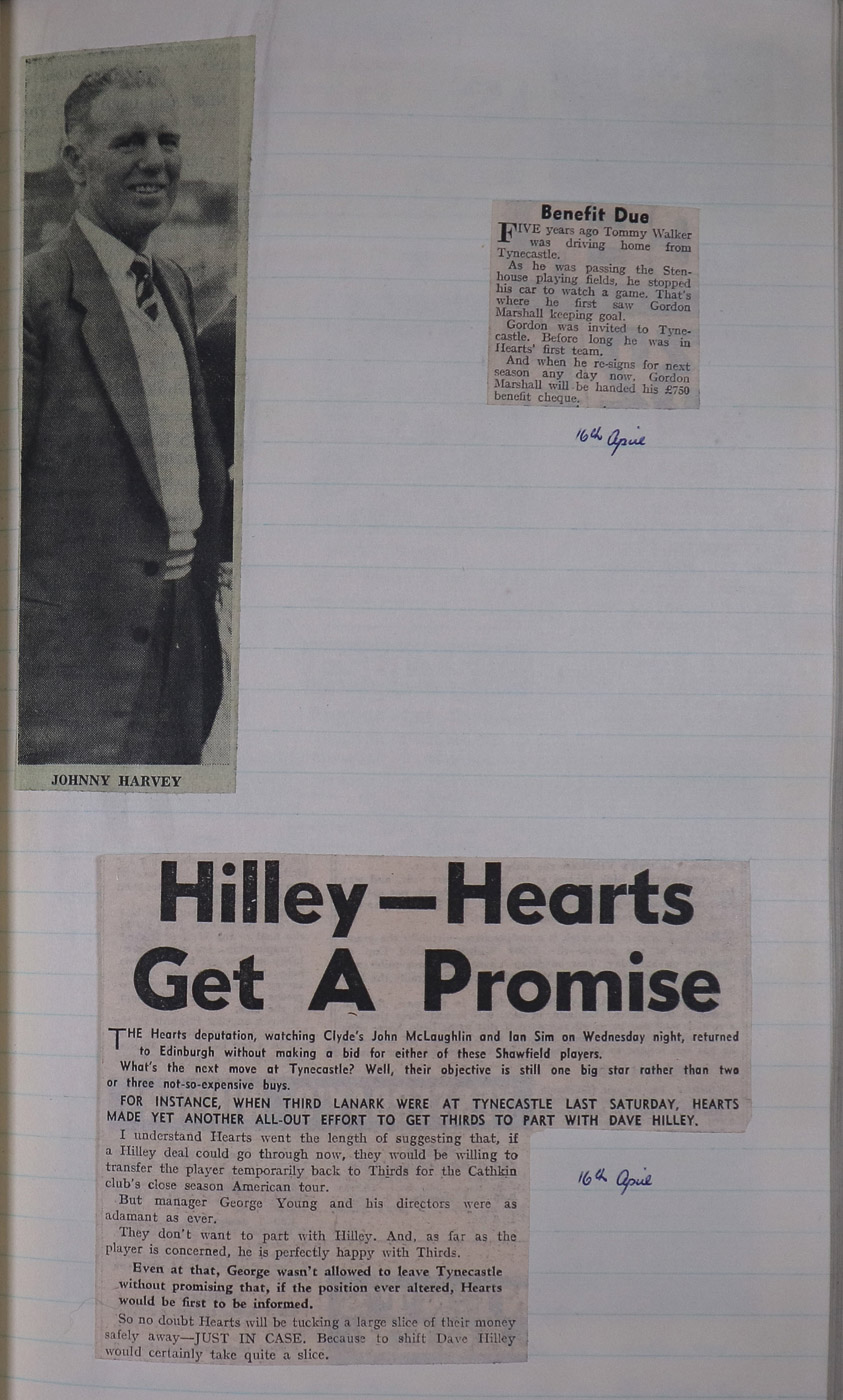 JOHNNY HARVEY
Benefit Due
FIVE years ago Tommy Walker
was driving home from
Tynecastle.
As he was passing the Sten-
house playing fields, he stopped
his car to watch a game. That's
where he first saw Gordon
Marshall keeping goal.
Gordon was invited to Tyne-
castle. Before long he was in
Hearts' first team.
And when he re-signs for next
season any day now, Gordon
Marshall will be handed his £750
benefit cheque.
16th April
Hilley—Hearts
Get A Promise
THE Hearts deputation, watching Clyde's John McLaughlin and Ian Sim on Wednesday night, returned
to Edinburgh without making a bid for either of these Shawfield players.
What's the next move at Tynecastle? Well, their objective is still one big star rather than two
or three not-so-expensive buys.
FOR INSTANCE, WHEN THIRD LANARK WERE AT TYNECASTLE LAST SATURDAY, HEARTS
MADE YET ANOTHER ALL-OUT EFFORT TO GET THIRDS TO PART WITH DAVE HILLEY.
I understand Hearts went the length of suggesting that, if
a Hilley deal could go through now, they would be willing to
transfer the player temporarily back to Thirds for the Cathkin
club's close season American tour.
But manager George Young and his directors were as
adamant as ever.
They don't want to part with Hilley. And, as far as the
player is concerned, he is perfectly happy with Thirds.
Even at that, George wasn't allowed to leave Tynecastle
without promising that, if the position ever altered, Hearts
would be first to be informed.
So no doubt Hearts will be tucking a large slice of their money
safely away—JUST IN CASE. Because to shift Dave Hilley
would certainly take quite a slice.
16th April